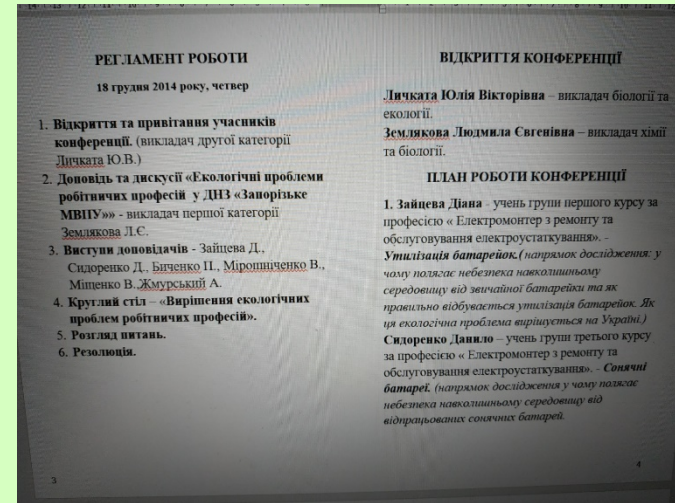 РЕГЛАМЕНТ РОБОТИ
18 грудня 2014 року, четвер
1. Відкриття та привітання учасників
конференції. (викладач другої категорії
Личката Ю.В.)
2. Доповідь та дискусії «Екологічні проблеми
робітничих професій у ДНЗ «Запорізьке
МВПУ»» - викладач першої категорії
Землякова Л.Є.
3. Виступи доповідачів - Зайцева Д.,
Сидоренко Д., Биченко П., Мірошніченко В.,
Міщенко В.,Жмурський А.
4. Круглий стіл – «Вирішення екологічних
проблем робітничих професій».
5. Розгляд питань.
6. Резолюція.
3
ВІДКРИТТЯ КОНФЕРЕНЦІЇ
Личката Юлія Вікторівна – викладач біології та
екології.
Землякова Людмила Євгенівна – викладач хімії
та біології.
ПЛАН РОБОТИ КОНФЕРЕНЦІЇ
1. Зайцева Діана - учень групи першого курсу за
професією « Електромонтер з ремонту та
обслуговування електроустаткування». -
Утилізація батарейок.(напрямок дослідження: у
чому полягає небезпека навколишньому
середовищу від звичайної батарейки та як
правильно відбувається утилізація батарейок. Як
ця екологічна проблема вирішується на Україні.)
Сидоренко Данило – учень групи третього курсу
за професією « Електромонтер з ремонту та
обслуговування електроустаткування». - Сонячні
батареї. (напрямок дослідження у чому полягає
небезпека навколишньому середовищу від
відпрацьованих сонячних батарей.
4